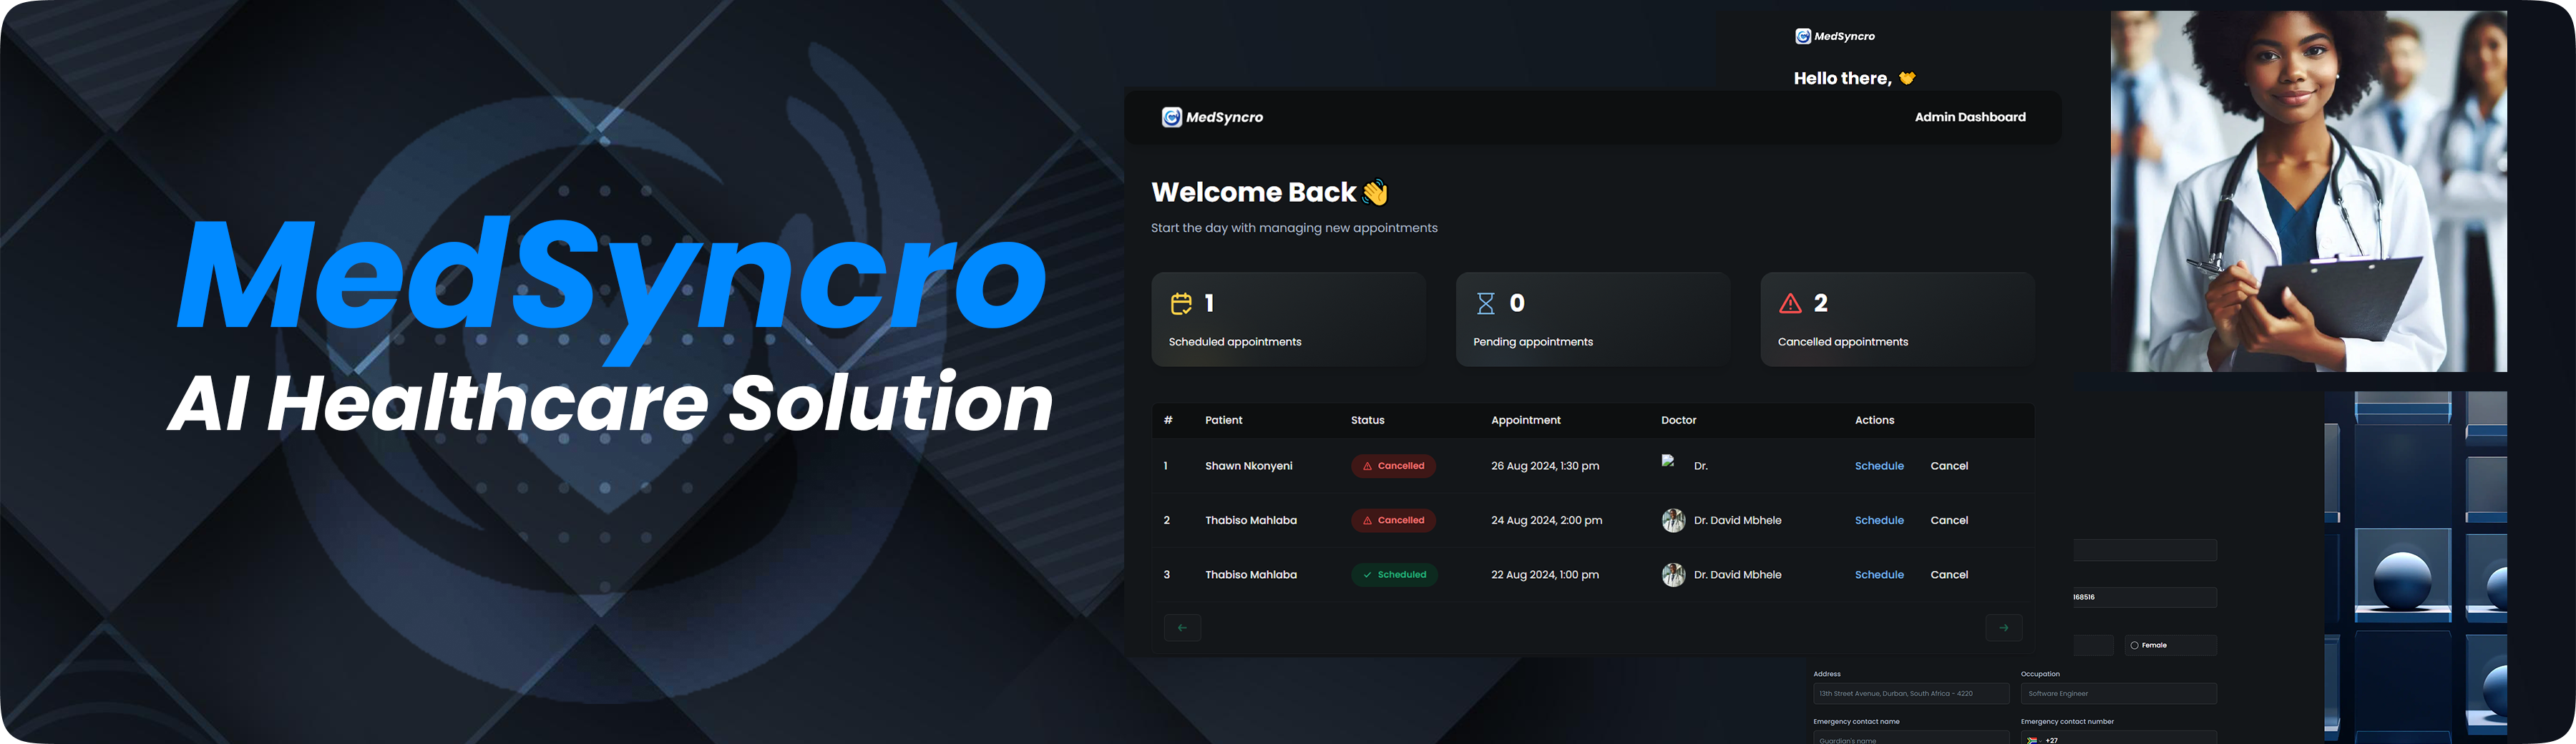 MedSyncro
AI Healthcare Solution
MedSyncro
Hello there,
MedSyncro
Admin Dashboard
Welcome Back
Start the day with managing new appointments
1
Scheduled appointments
0
Pending appointments
2
Cancelled appointments
# Patient Status Appointment Doctor Actions
1 Shawn Nkonyeni Cancelled 26 Aug 2024, 1:30 pm Dr. Schedule Cancel
2 Thabiso Mahlaba Cancelled 24 Aug 2024, 2:00 pm Dr. David Mbhele Schedule Cancel
3 Thabiso Mahlaba Scheduled 22 Aug 2024, 1:00 pm Dr. David Mbhele Schedule Cancel
168516
Female
Address Occupation
13th Street Avenue, Durban, South Africa - 4220 Software Engineer
Emergency contact name Emergency contact number
Guardian's name +27